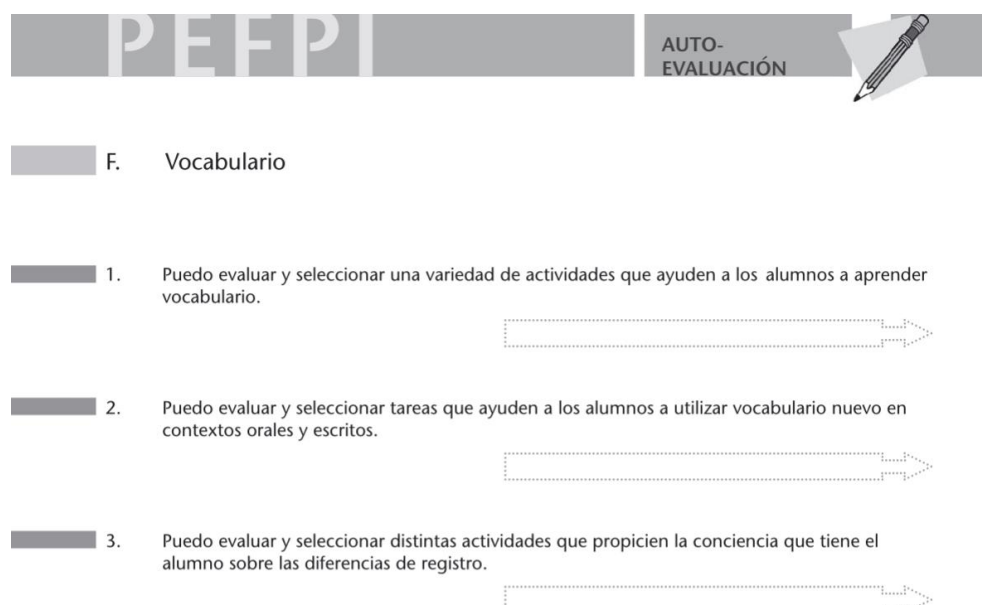 PEFPI
AUTO-
EVALUACIÓN
F. Vocabulario
1. Puedo evaluar y seleccionar una variedad de actividades que ayuden a los alumnos a aprender
vocabulario.
2. Puedo evaluar y seleccionar tareas que ayuden a los alumnos a utilizar vocabulario nuevo en
contextos orales y escritos.
3. Puedo evaluar y seleccionar distintas actividades que propicien la conciencia que tiene el
alumno sobre las diferencias de registro.